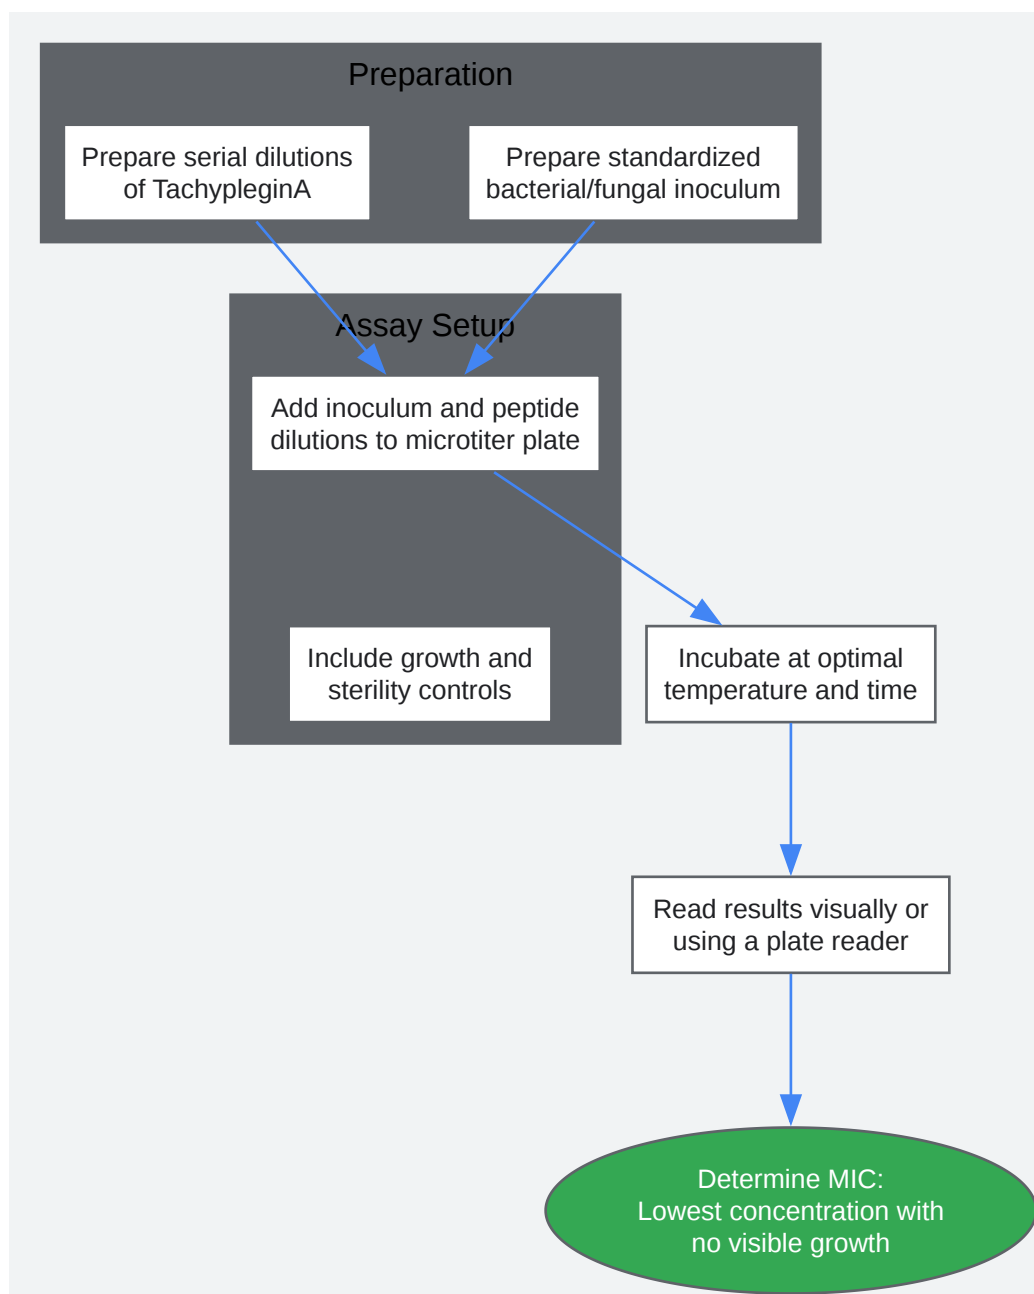 Preparation
Prepare serial dilutions
of TachypleginA
Prepare standardized
bacterial/fungal inoculum
Assay Setup
Add inoculum and peptide
dilutions to microtiter plate
Include growth and
sterility controls
Incubate at optimal
temperature and time
Read results visually or
using a plate reader
Determine MIC:
Lowest concentration with
no visible growth